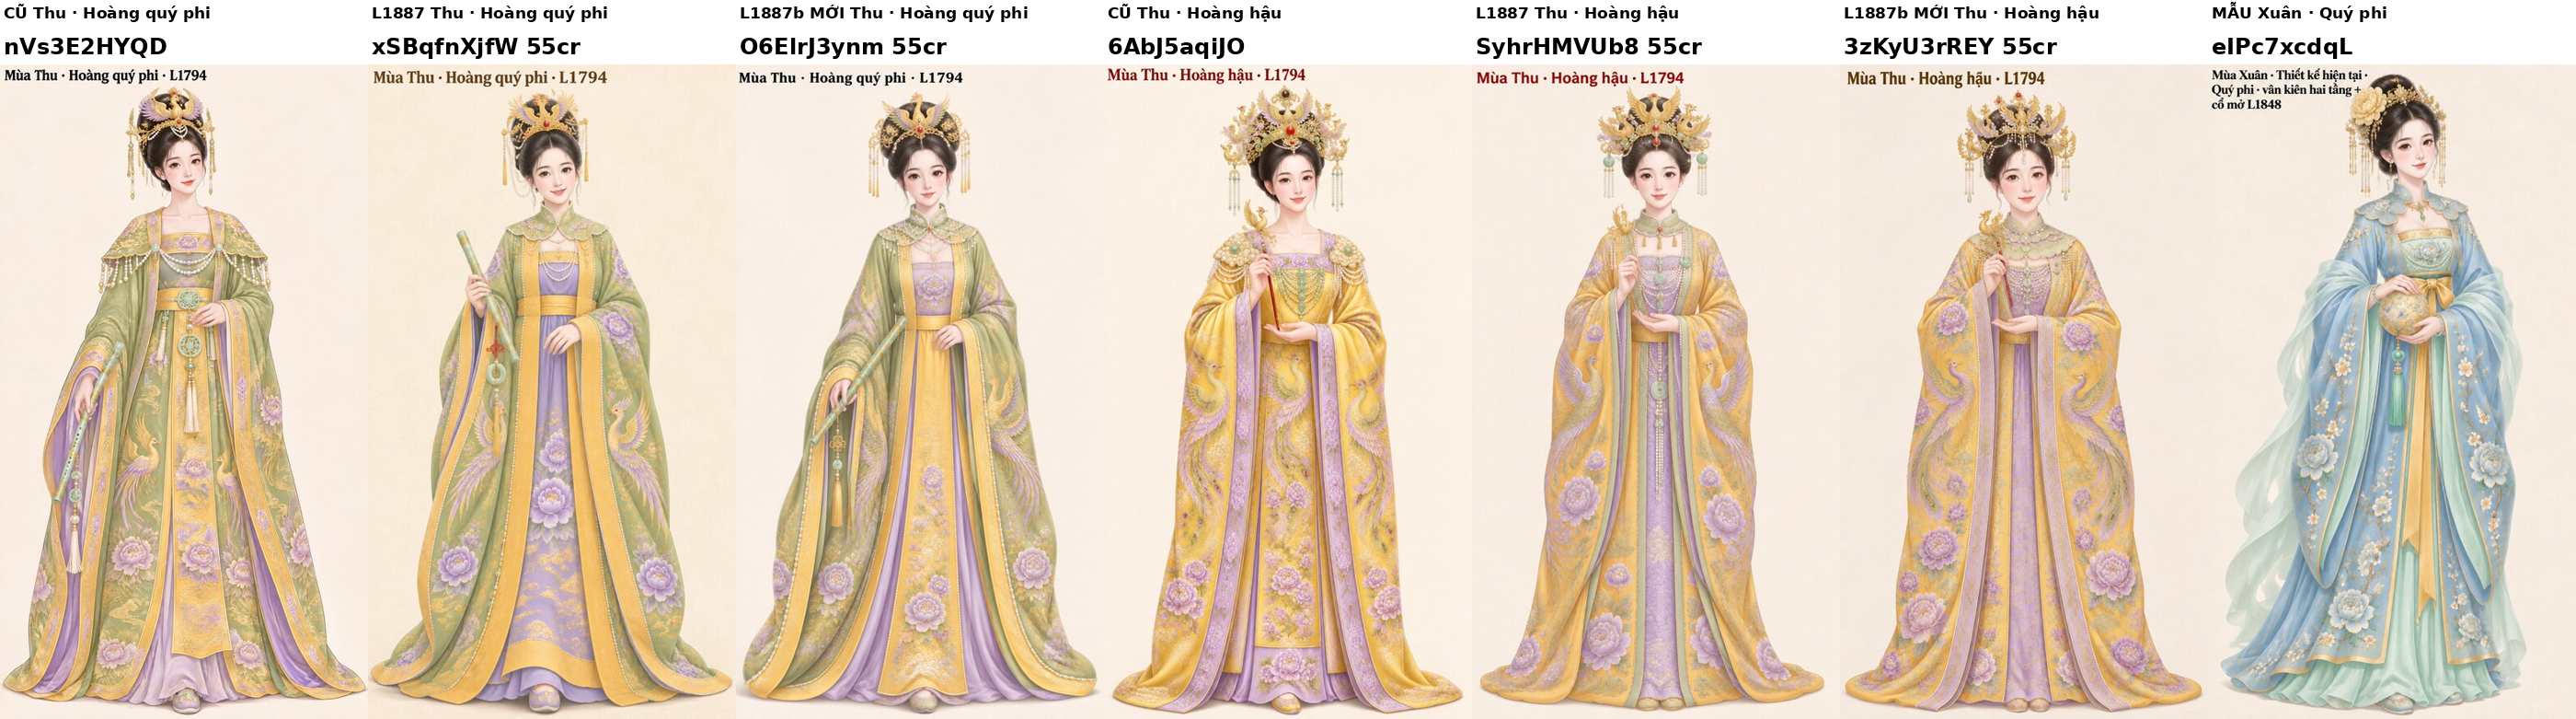 CŨ Thu · Hoàng quý phi
nVs3E2HYQD
Mùa Thu · Hoàng quý phi · L1794
L1887 Thu · Hoàng quý phi
xSBqfnXjfW 55cr
Mùa Thu · Hoàng quý phi · L1794
L1887b MỚI Thu · Hoàng quý phi
O6EIrJ3ynm 55cr
Mùa Thu · Hoàng quý phi · L1794
CŨ Thu · Hoàng hậu
6AbJ5aqiJO
Mùa Thu · Hoàng hậu · L1794
L1887 Thu · Hoàng hậu
SyhrHMVUb8 55cr
Mùa Thu · Hoàng hậu · L1794
L1887b MỚI Thu · Hoàng hậu
3zKyU3rREY 55cr
Mùa Thu · Hoàng hậu · L1794
MẪU Xuân · Quý phi
eIPc7xcdqL
Mùa Xuân · Thiết kế hiện tại ·
Quý phi · vân kiên hai tầng +
cổ mở L1848